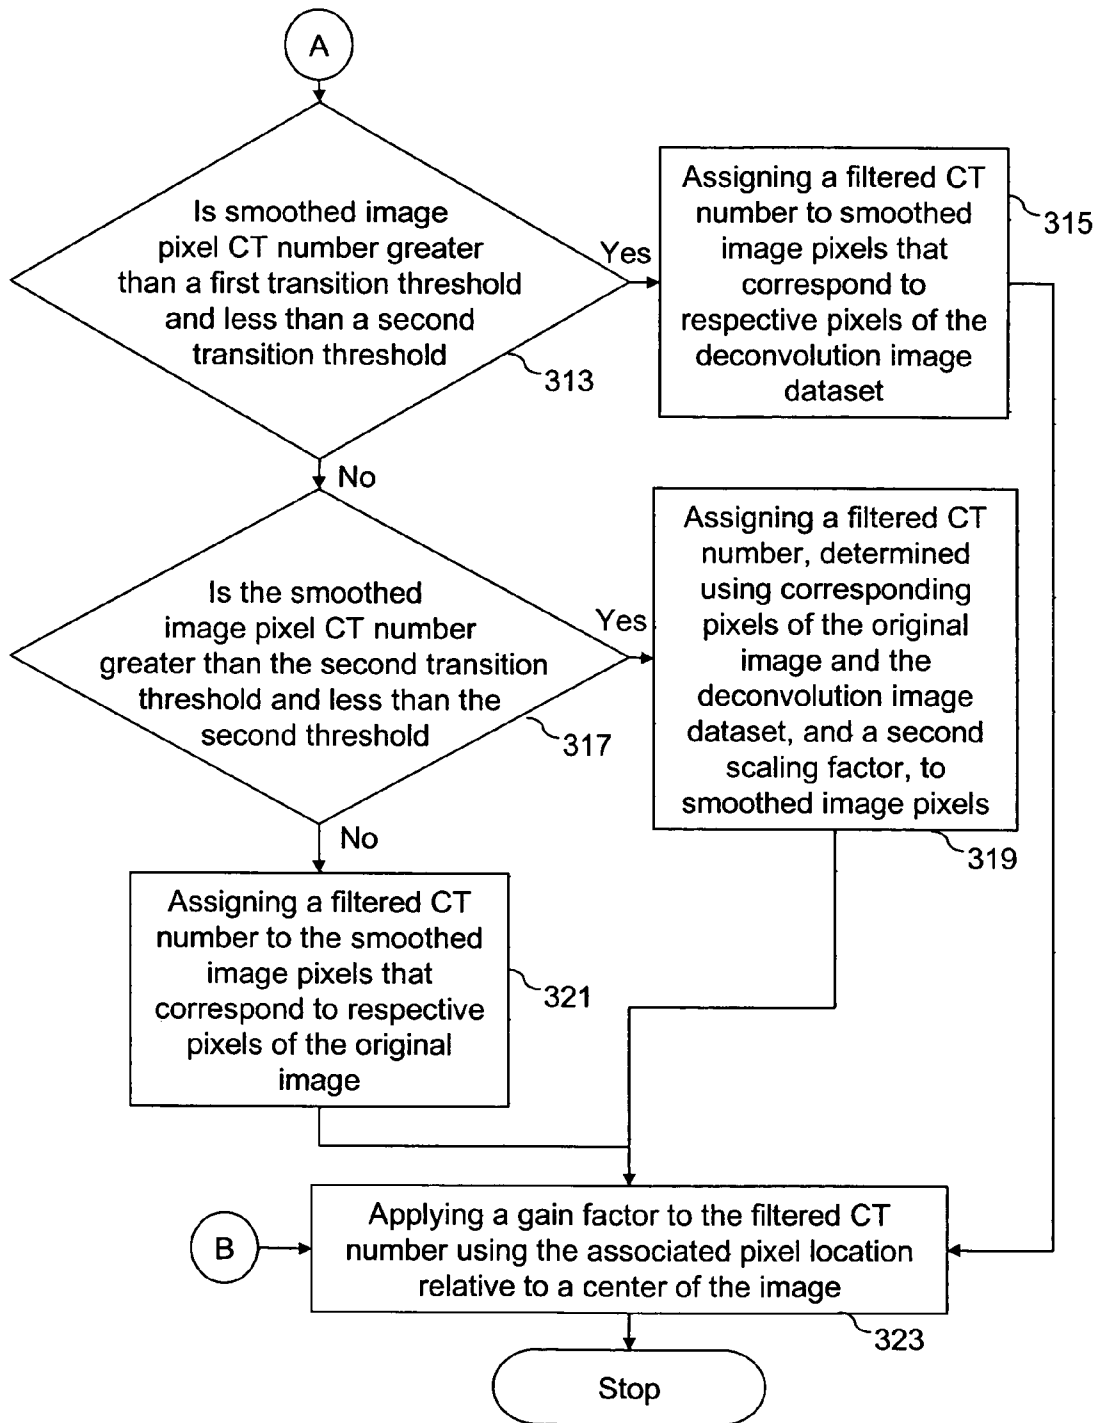 A
Is smoothed image
pixel CT number greater
than a first transition threshold
and less than a second
transition threshold
313
Yes
Assigning a filtered CT
number to smoothed
image pixels that
correspond to
respective pixels of the
deconvolution image
dataset
315
No
Is the smoothed
image pixel CT number
greater than the second transition
threshold and less than the
second threshold
317
Yes
Assigning a filtered CT
number, determined
using corresponding
pixels of the original
image and the
deconvolution image
dataset, and a second
scaling factor, to
smoothed image pixels
319
No
Assigning a filtered CT
number to the smoothed
image pixels that
correspond to respective
pixels of the original
image
321
B
Applying a gain factor to the filtered CT
number using the associated pixel location
relative to a center of the image
323
Stop